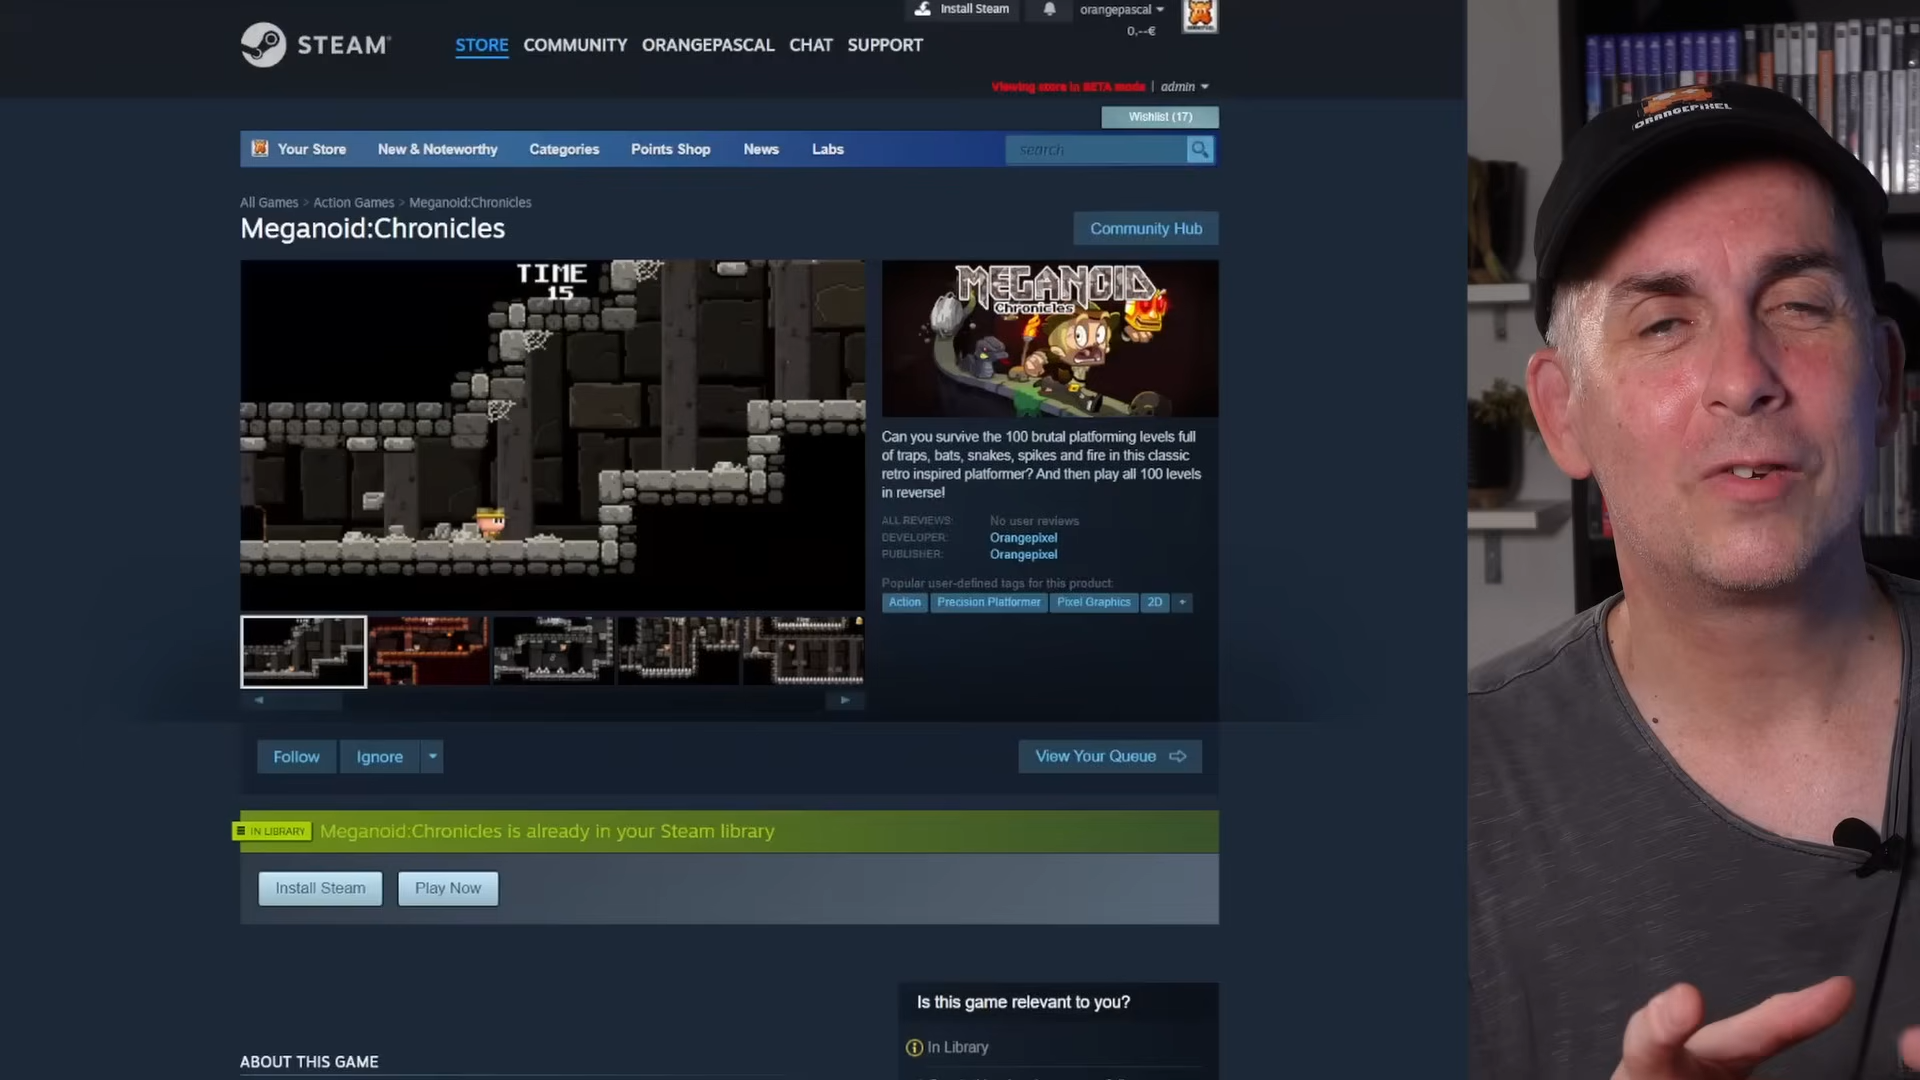 Install Steam
orangepascal
0,--€
STEAM
STORE COMMUNITY ORANGEPASCAL CHAT SUPPORT
Viewing store in BETA mode | admin
Wishlist (17)
Your Store New & Noteworthy Categories Points Shop News Labs search
All Games > Action Games > Meganoid:Chronicles
Meganoid:Chronicles
Community Hub
TIME
15
MEGANOID
Chronicles
Can you survive the 100 brutal platforming levels full
of traps, bats, snakes, spikes and fire in this classic
retro inspired platformer? And then play all 100 levels
in reverse!
ALL REVIEWS: No user reviews
DEVELOPER: Orangepixel
PUBLISHER: Orangepixel
Popular user-defined tags for this product:
Action Precision Platformer Pixel Graphics 2D +
Follow Ignore View Your Queue
IN LIBRARY Meganoid:Chronicles is already in your Steam library
Install Steam Play Now
Is this game relevant to you?
In Library
ABOUT THIS GAME
ORANGEPIXEL